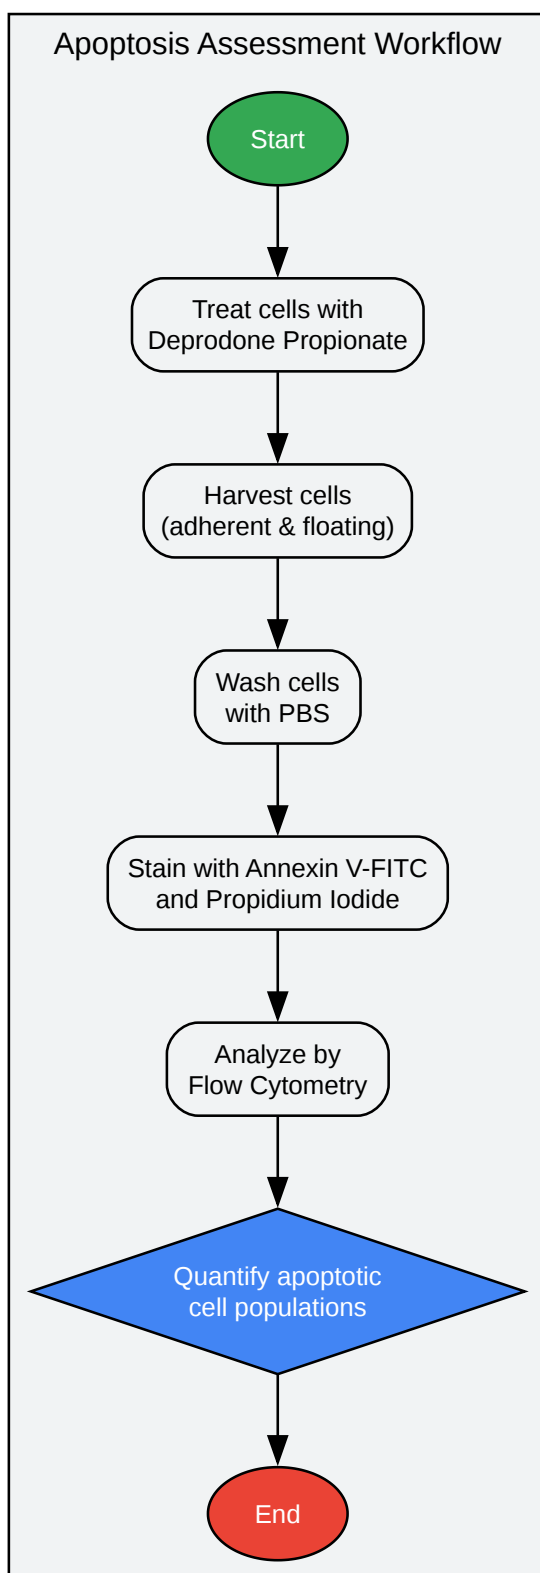 Apoptosis Assessment Workflow
Start
Treat cells with
Deprodone Propionate
Harvest cells
(adherent & floating)
Wash cells
with PBS
Stain with Annexin V-FITC
and Propidium Iodide
Analyze by
Flow Cytometry
Quantify apoptotic
cell populations
End